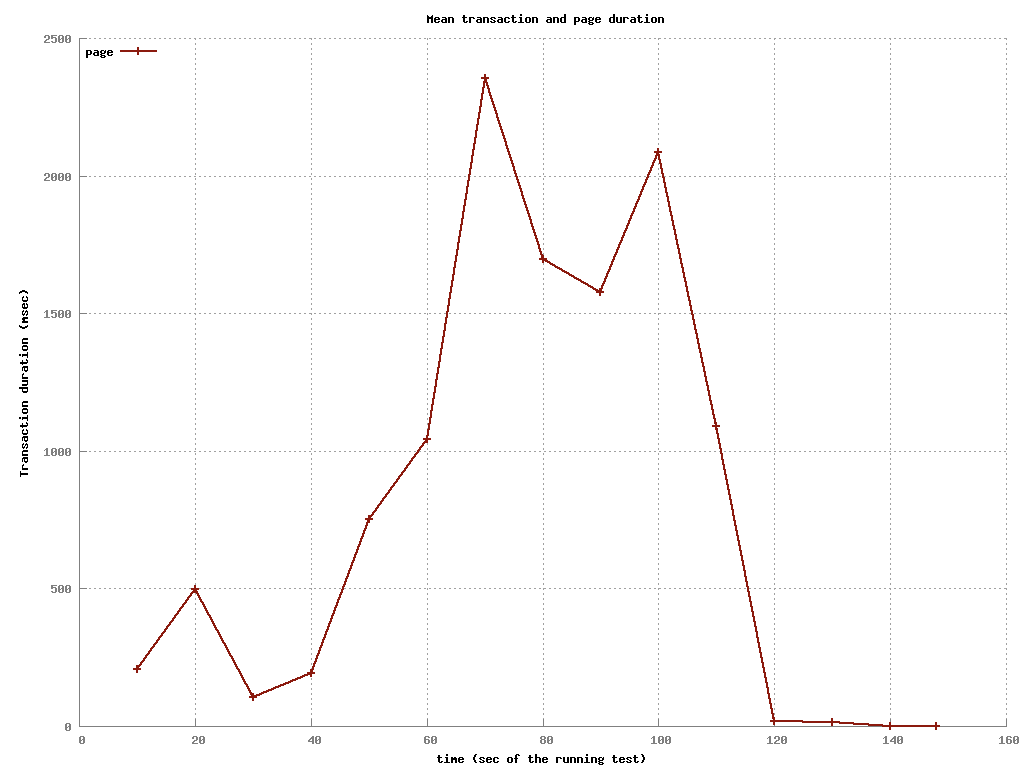 Mean transaction and page duration
page
2500
2000
1500
1000
500
0
Transaction duration (msec)
0 20 40 60 80 100 120 140 160
time (sec of the running test)